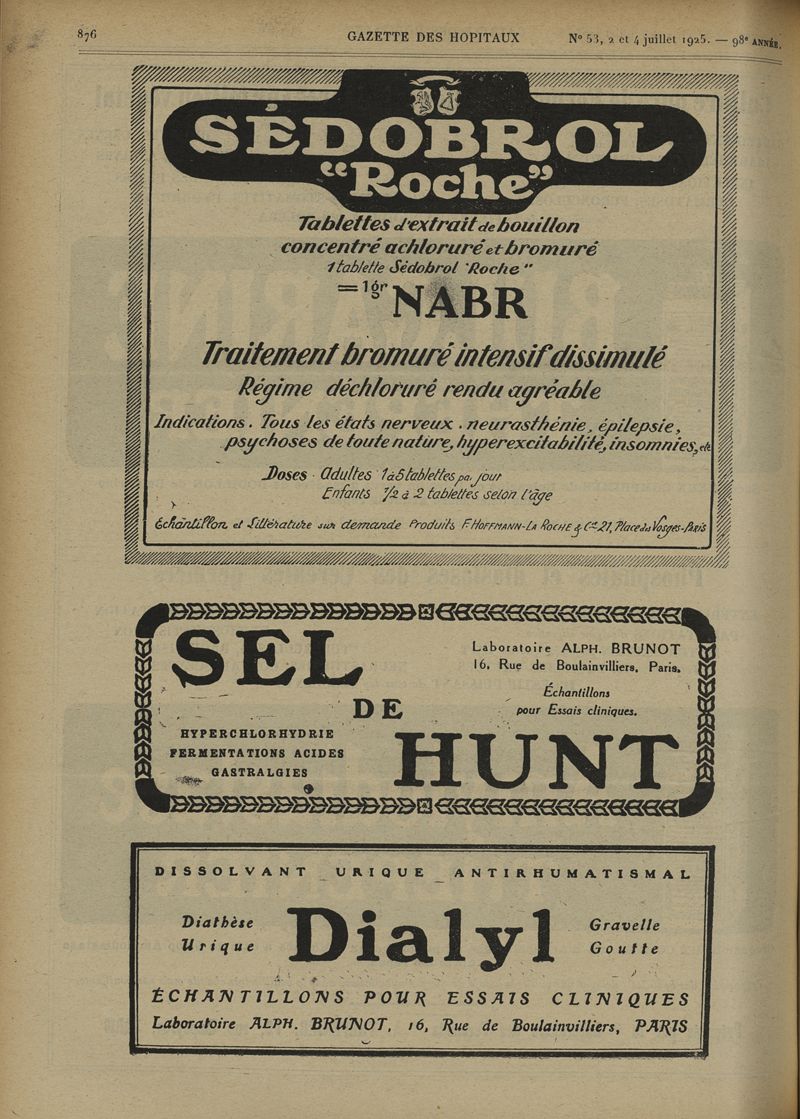 876
GAZETTE DES HOPITAUX
N° 53, 2 et 4 juillet 1925. — 98e ANNÉE.
SÉDOBROL
"Roche"
Tablettes d'extrait de bouillon
concentré achloruré et bromuré
1 tablette Sédobrol "Roche"
= 1 gr NABR
Traitement bromuré intensif dissimulé
Régime déchloruré rendu agréable
Indications. Tous les états nerveux. neurasthénie, épilepsie,
psychoses de toute nature, hyperexcitabilité, insomnies, etc
Doses · Adultes 1 à 5 tablettes par jour
Enfants 1/2 à 2 tablettes selon l'âge
Échantillon et Littérature sur demande Produits F. HOFFMANN-LA ROCHE & Cie 21, Place des Vosges-Paris
SEL
DE
HUNT
Laboratoire ALPH. BRUNOT
16, Rue de Boulainvilliers, Paris.
Échantillons
pour Essais cliniques.
HYPERCHLORHYDRIE
FERMENTATIONS ACIDES
GASTRALGIES
DISSOLVANT URIQUE ANTIRHUMATISMAL
Diathèse
Urique
Dialyl
Gravelle
Goutte
ÉCHANTILLONS POUR ESSAIS CLINIQUES
Laboratoire ALPH. BRUNOT, 16, Rue de Boulainvilliers, PARIS